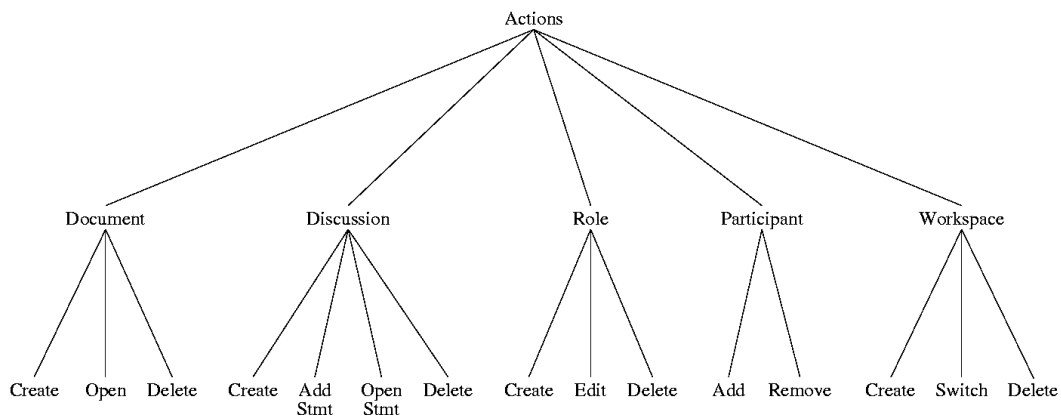 Actions
Document Discussion Role Participant Workspace
Create Open Delete Create Add Open Delete Create Edit Delete Add Remove Create Switch Delete
Stmt Stmt